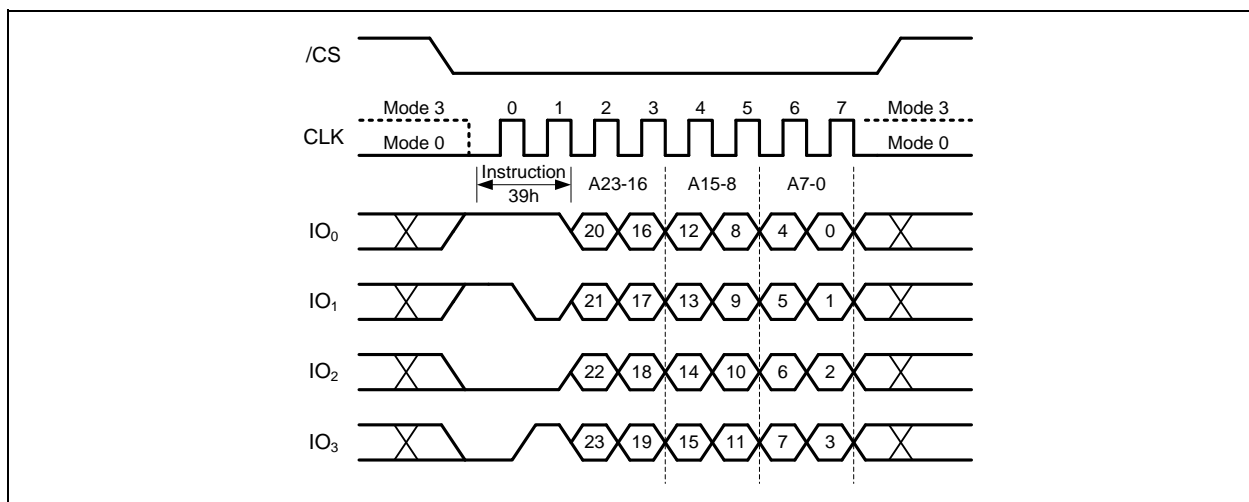 /CS
Mode 3 0 1 2 3 4 5 6 7 Mode 3
CLK
Mode 0 Mode 0
Instruction
39h
A23-16 A15-8 A7-0
IO₀ 20 16 12 8 4 0
IO₁ 21 17 13 9 5 1
IO₂ 22 18 14 10 6 2
IO₃ 23 19 15 11 7 3